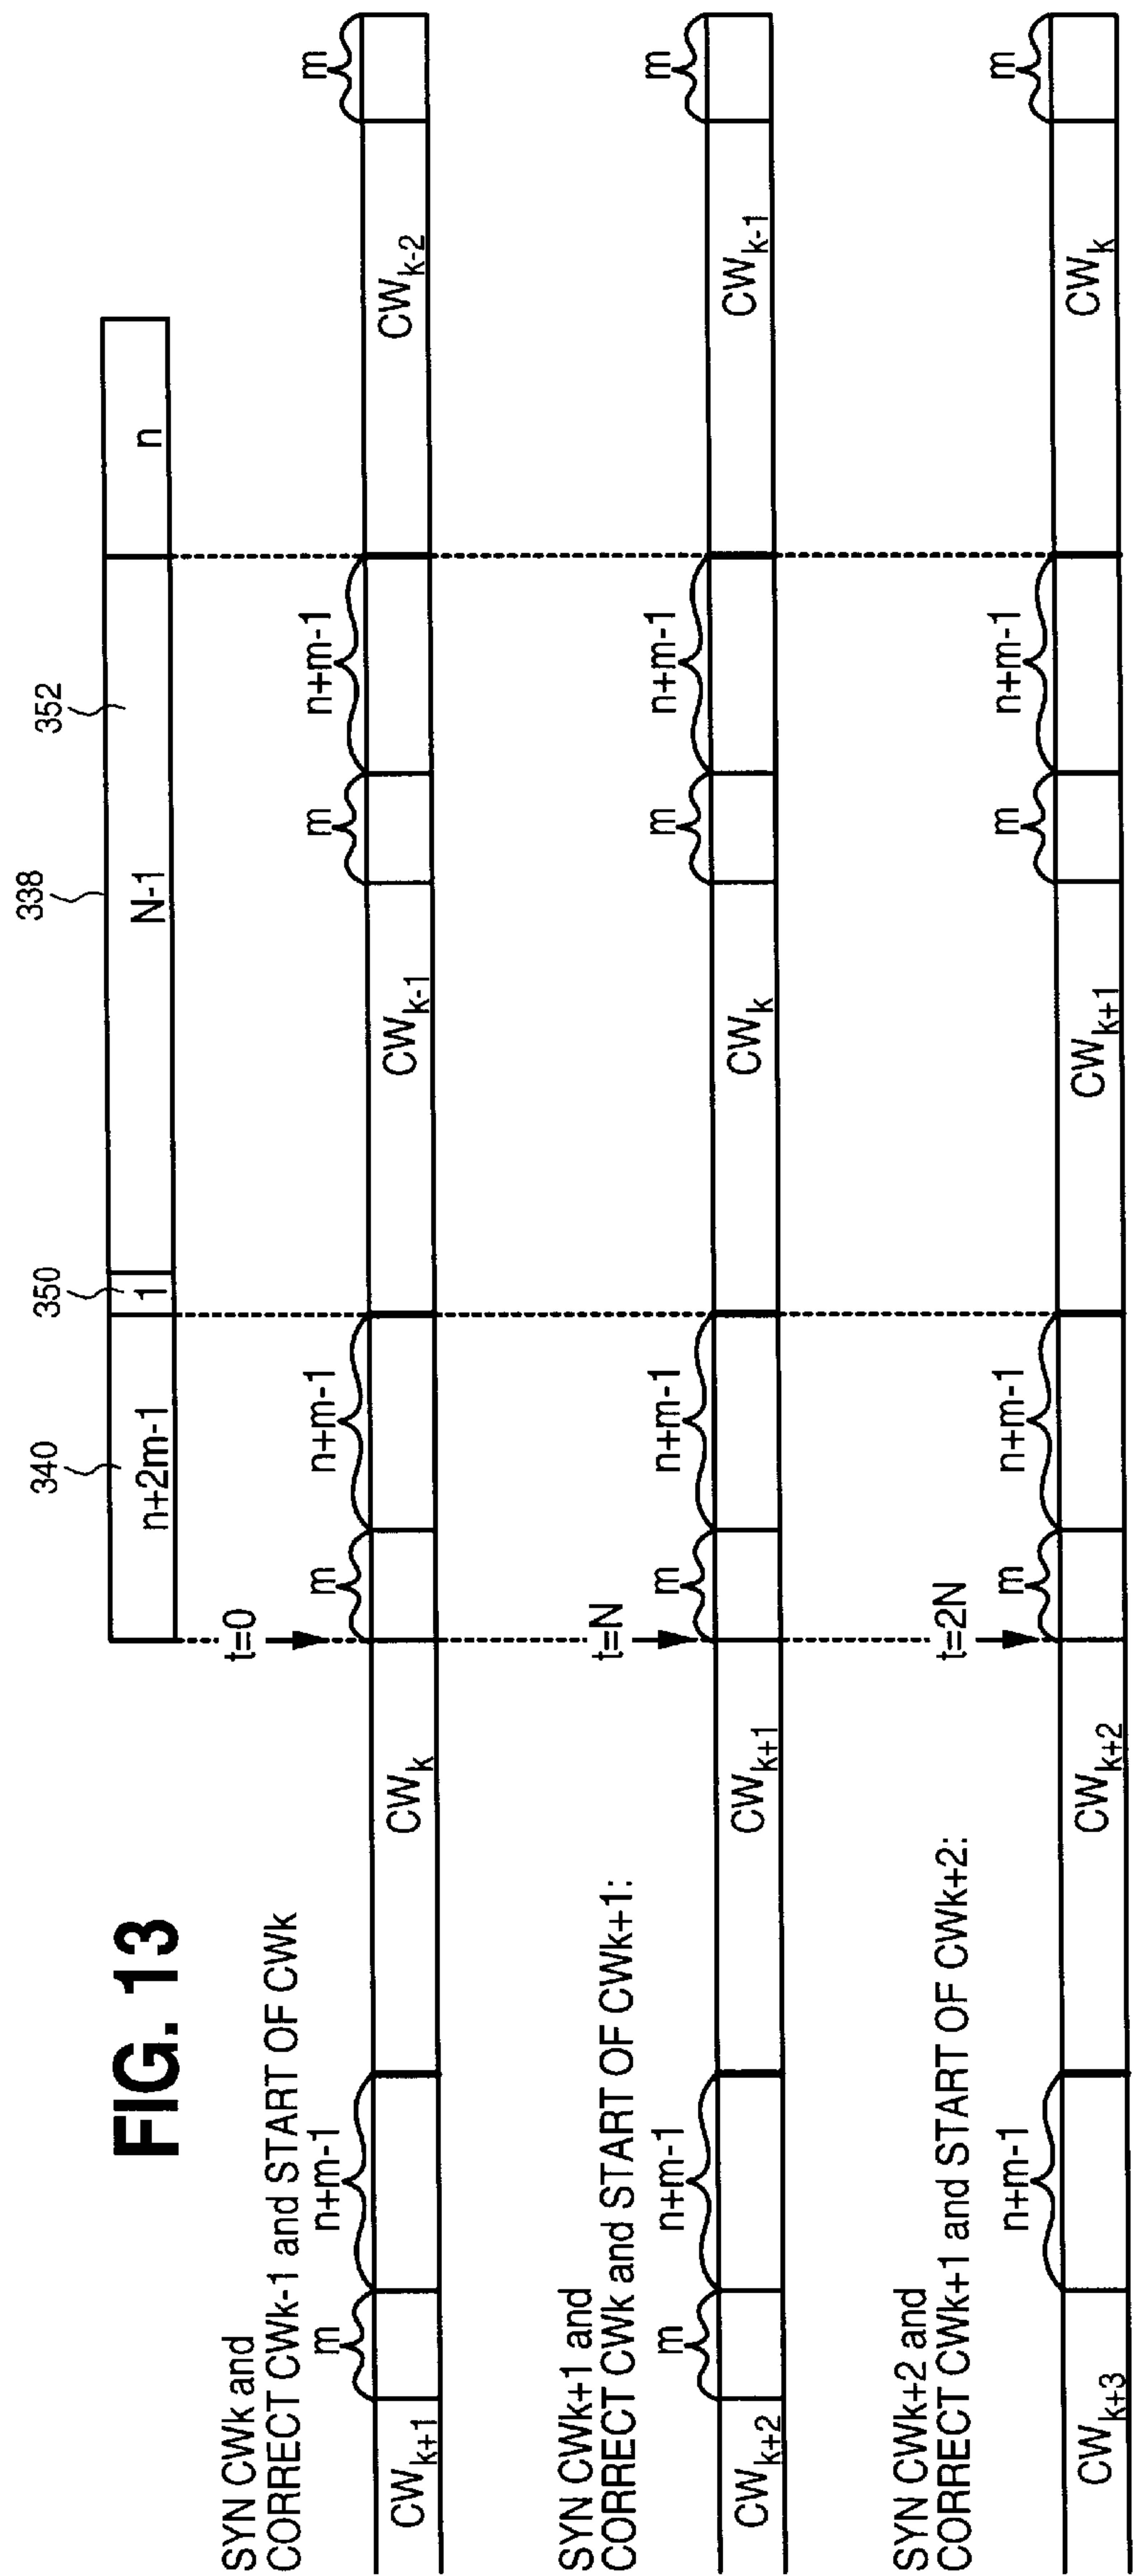 FIG. 13
340
350
338
352
n+2m-1
1
N-1
n
SYN CWk and
CORRECT CWk-1 and START OF CWk
t=0
m
n+m-1
m
n+m-1
m
n+m-1
m
CWk+1
CWk
CWk-1
CWk-2
SYN CWk+1 and
CORRECT CWk and START OF CWk+1:
t=N
m
n+m-1
m
n+m-1
m
n+m-1
m
CWk+2
CWk+1
CWk
CWk-1
SYN CWk+2 and
CORRECT CWk+1 and START OF CWk+2:
t=2N
n+m-1
m
n+m-1
m
n+m-1
m
CWk+3
CWk+2
CWk+1
CWk